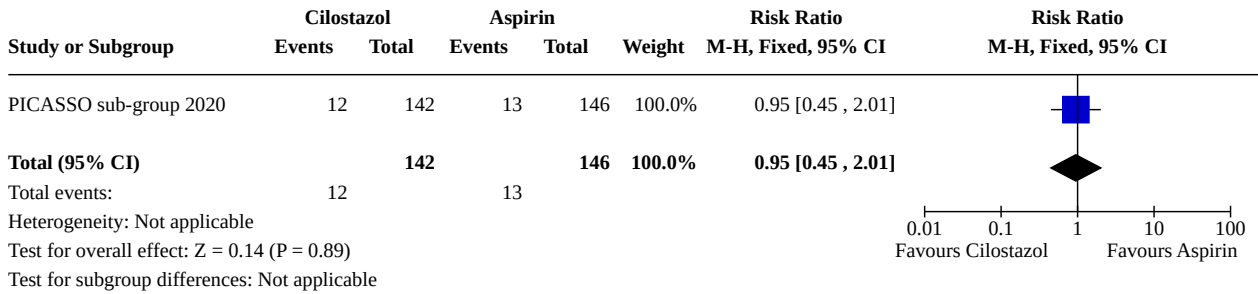 Cilostazol Aspirin Risk Ratio Risk Ratio
Study or Subgroup Events Total Events Total Weight M-H, Fixed, 95% CI M-H, Fixed, 95% CI
PICASSO sub-group 2020 12 142 13 146 100.0% 0.95 [0.45 , 2.01]
Total (95% CI) 142 146 100.0% 0.95 [0.45 , 2.01]
Total events: 12 13
Heterogeneity: Not applicable
0.01 0.1 1 10 100
Test for overall effect: Z = 0.14 (P = 0.89)
Favours Cilostazol Favours Aspirin
Test for subgroup differences: Not applicable